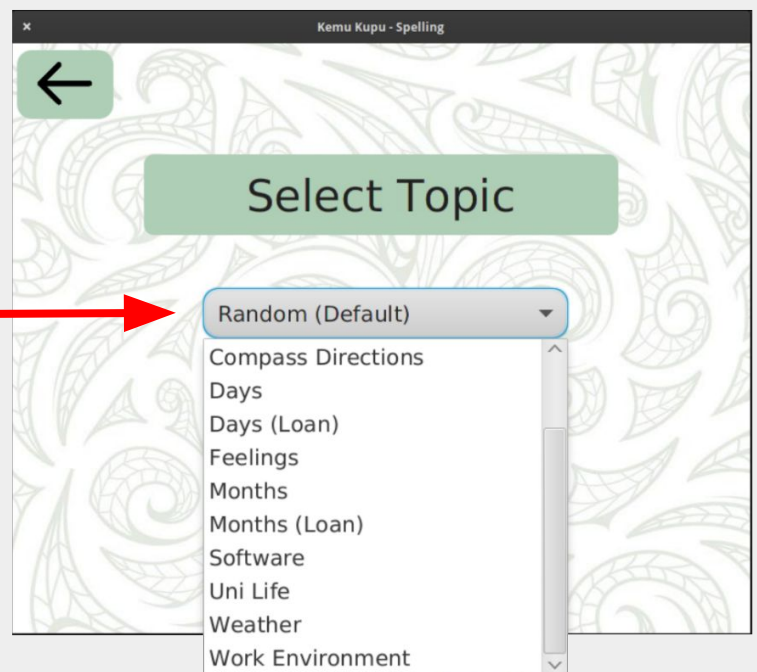 Kemu Kupu - Spelling
Select Topic
Random (Default)
Compass Directions
Days
Days (Loan)
Feelings
Months
Months (Loan)
Software
Uni Life
Weather
Work Environment